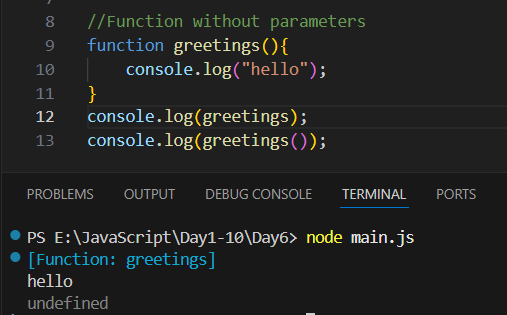 8 //Function without parameters
9 function greetings(){
10 console.log("hello");
11 }
12 console.log(greetings);
13 console.log(greetings());
PROBLEMS OUTPUT DEBUG CONSOLE TERMINAL PORTS
PS E:\JavaScript\Day1-10\Day6> node main.js
[Function: greetings]
hello
undefined